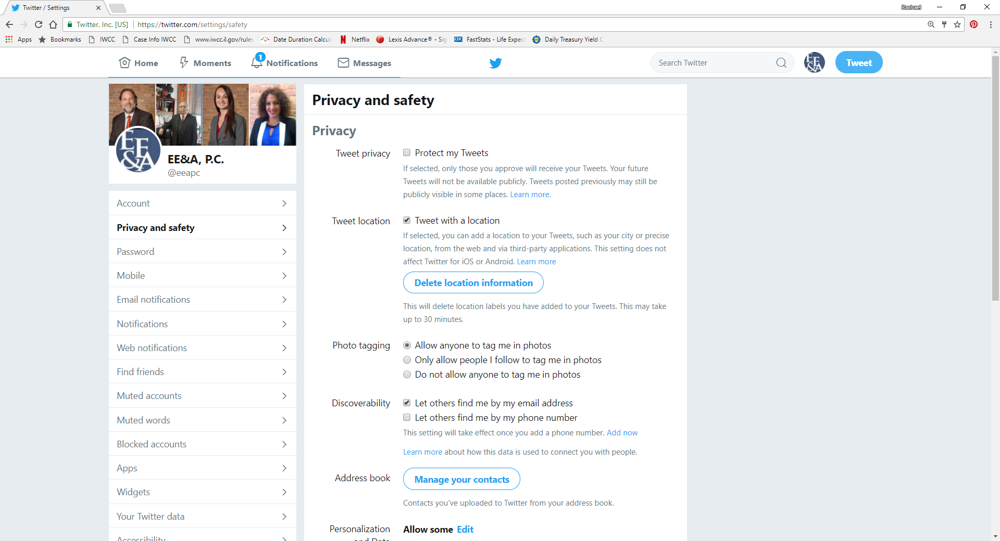 Twitter / Settings
Rachael
Twitter, Inc. [US] https://twitter.com/settings/safety
Apps Bookmarks IWCC Case Info IWCC www.iwcc.il.gov/rules Date Duration Calcul Netflix Lexis Advance® - Sig CDC FastStats - Life Expect Daily Treasury Yield C
Home Moments 1 Notifications Messages Search Twitter EE &A Tweet
EE
&A
EE&A, P.C.
@eeapc
Account
Privacy and safety
Password
Mobile
Email notifications
Notifications
Web notifications
Find friends
Muted accounts
Muted words
Blocked accounts
Apps
Widgets
Your Twitter data
Accessibility
Privacy and safety
Privacy
Tweet privacy Protect my Tweets
If selected, only those you approve will receive your Tweets. Your future
Tweets will not be available publicly. Tweets posted previously may still be
publicly visible in some places. Learn more.
Tweet location Tweet with a location
If selected, you can add a location to your Tweets, such as your city or precise
location, from the web and via third-party applications. This setting does not
affect Twitter for iOS or Android. Learn more
Delete location information
This will delete location labels you have added to your Tweets. This may take
up to 30 minutes.
Photo tagging Allow anyone to tag me in photos
Only allow people I follow to tag me in photos
Do not allow anyone to tag me in photos
Discoverability Let others find me by my email address
Let others find me by my phone number
This setting will take effect once you add a phone number. Add now
Learn more about how this data is used to connect you with people.
Address book Manage your contacts
Contacts you've uploaded to Twitter from your address book.
Personalization Allow some Edit
and Data